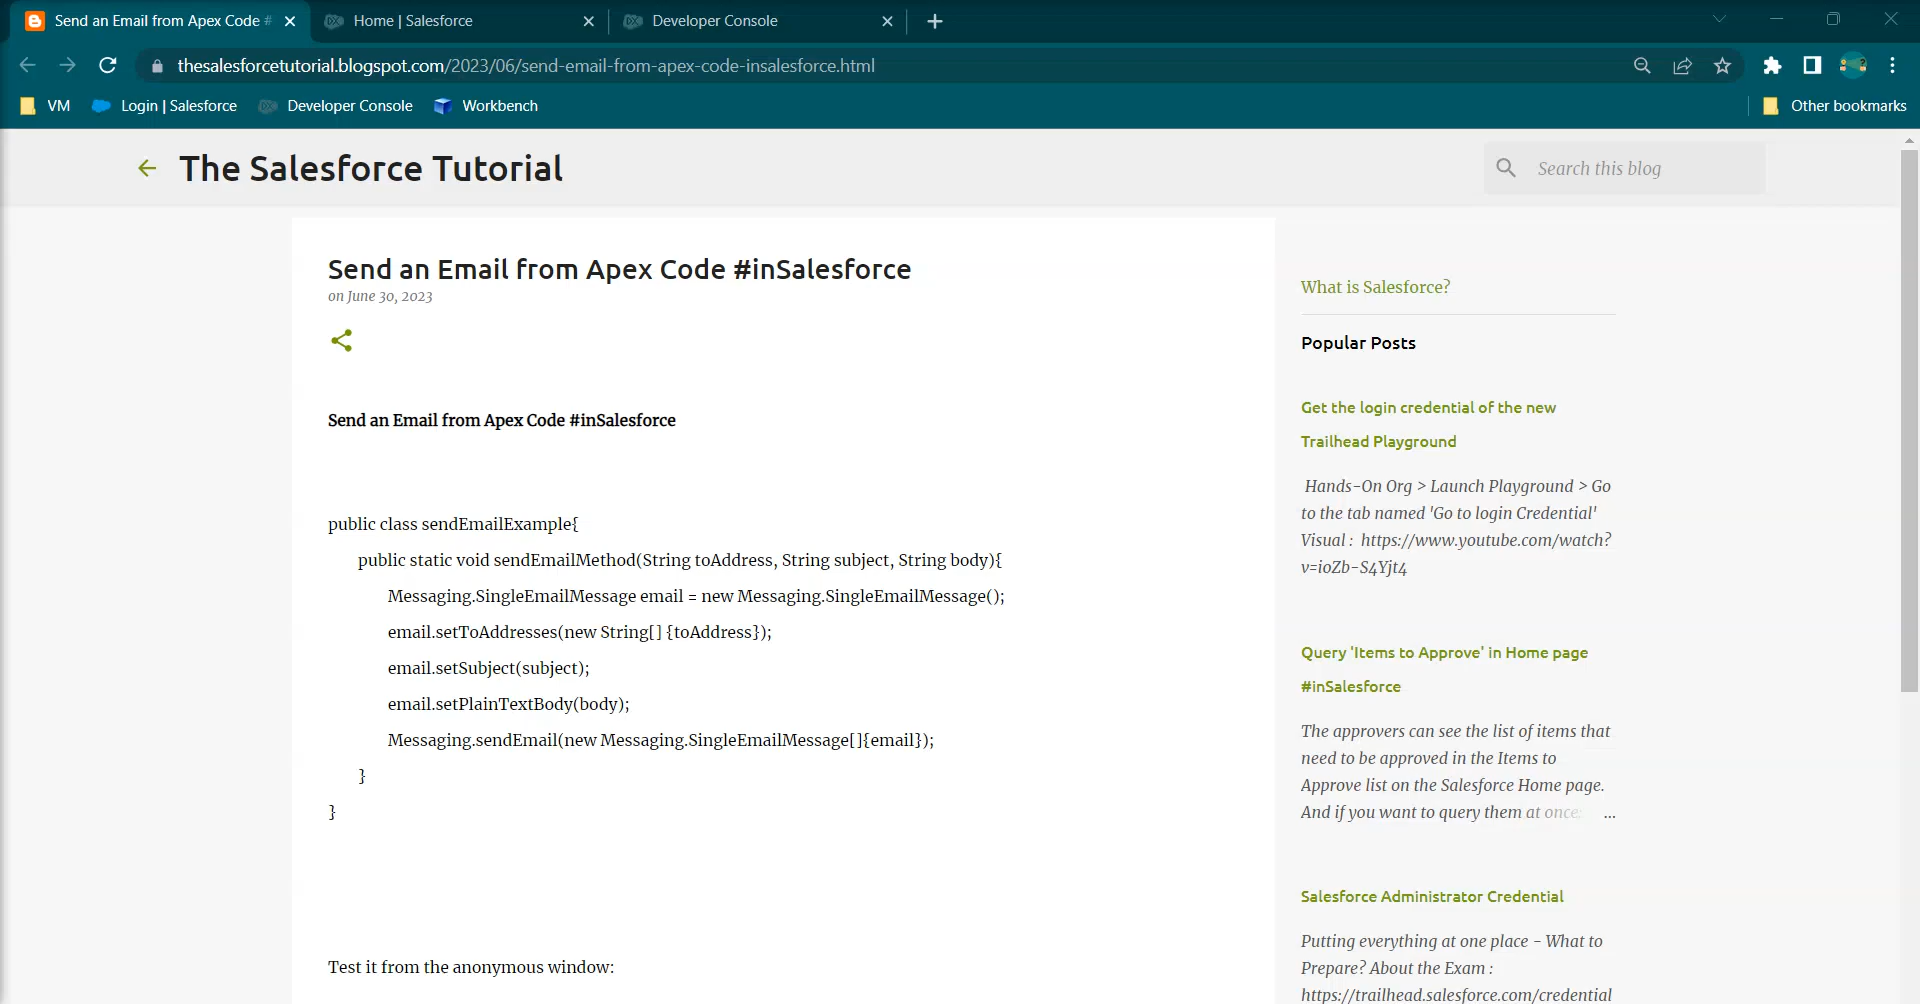 Send an Email from Apex Code #
Home | Salesforce
Developer Console
thesalesforcetutorial.blogspot.com/2023/06/send-email-from-apex-code-insalesforce.html
VM
Login | Salesforce
Developer Console
Workbench
Other bookmarks
The Salesforce Tutorial
Search this blog
Send an Email from Apex Code #inSalesforce
on June 30, 2023
Send an Email from Apex Code #inSalesforce
public class sendEmailExample{
public static void sendEmailMethod(String toAddress, String subject, String body){
Messaging.SingleEmailMessage email = new Messaging.SingleEmailMessage();
email.setToAddresses(new String[] {toAddress});
email.setSubject(subject);
email.setPlainTextBody(body);
Messaging.sendEmail(new Messaging.SingleEmailMessage[]{email});
}
}
Test it from the anonymous window:
What is Salesforce?
Popular Posts
Get the login credential of the new
Trailhead Playground
Hands-On Org > Launch Playground > Go
to the tab named 'Go to login Credential'
Visual : https://www.youtube.com/watch?
v=ioZb-S4Yjt4
Query 'Items to Approve' in Home page
#inSalesforce
The approvers can see the list of items that
need to be approved in the Items to
Approve list on the Salesforce Home page.
And if you want to query them at once: ...
Salesforce Administrator Credential
Putting everything at one place - What to
Prepare? About the Exam :
https://trailhead.salesforce.com/credential